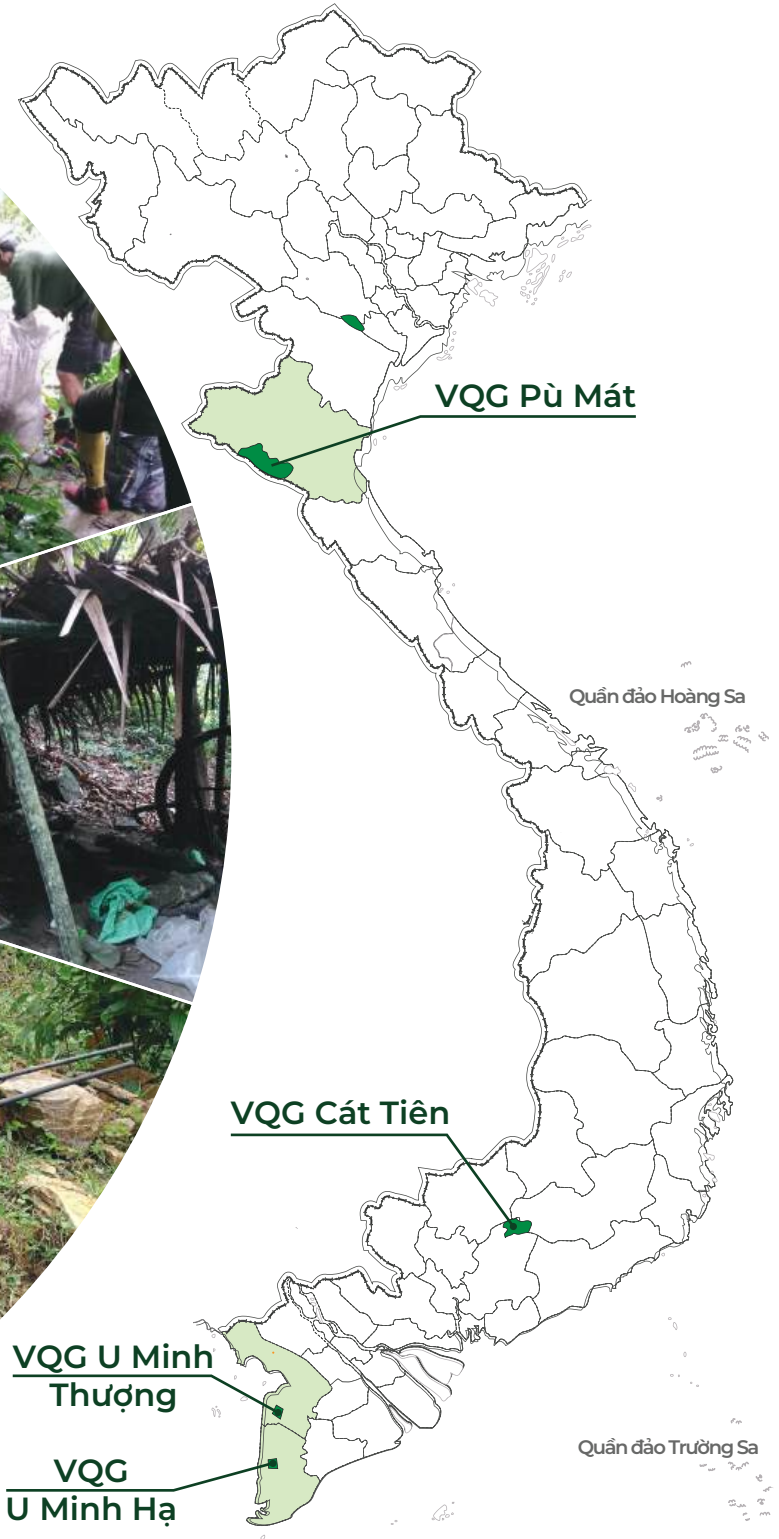 VQG Pù Mát
Quần đảo Hoàng Sa
VQG Cát Tiên
VQG U Minh
Thượng
VQG
U Minh Hạ
Quần đảo Trường Sa